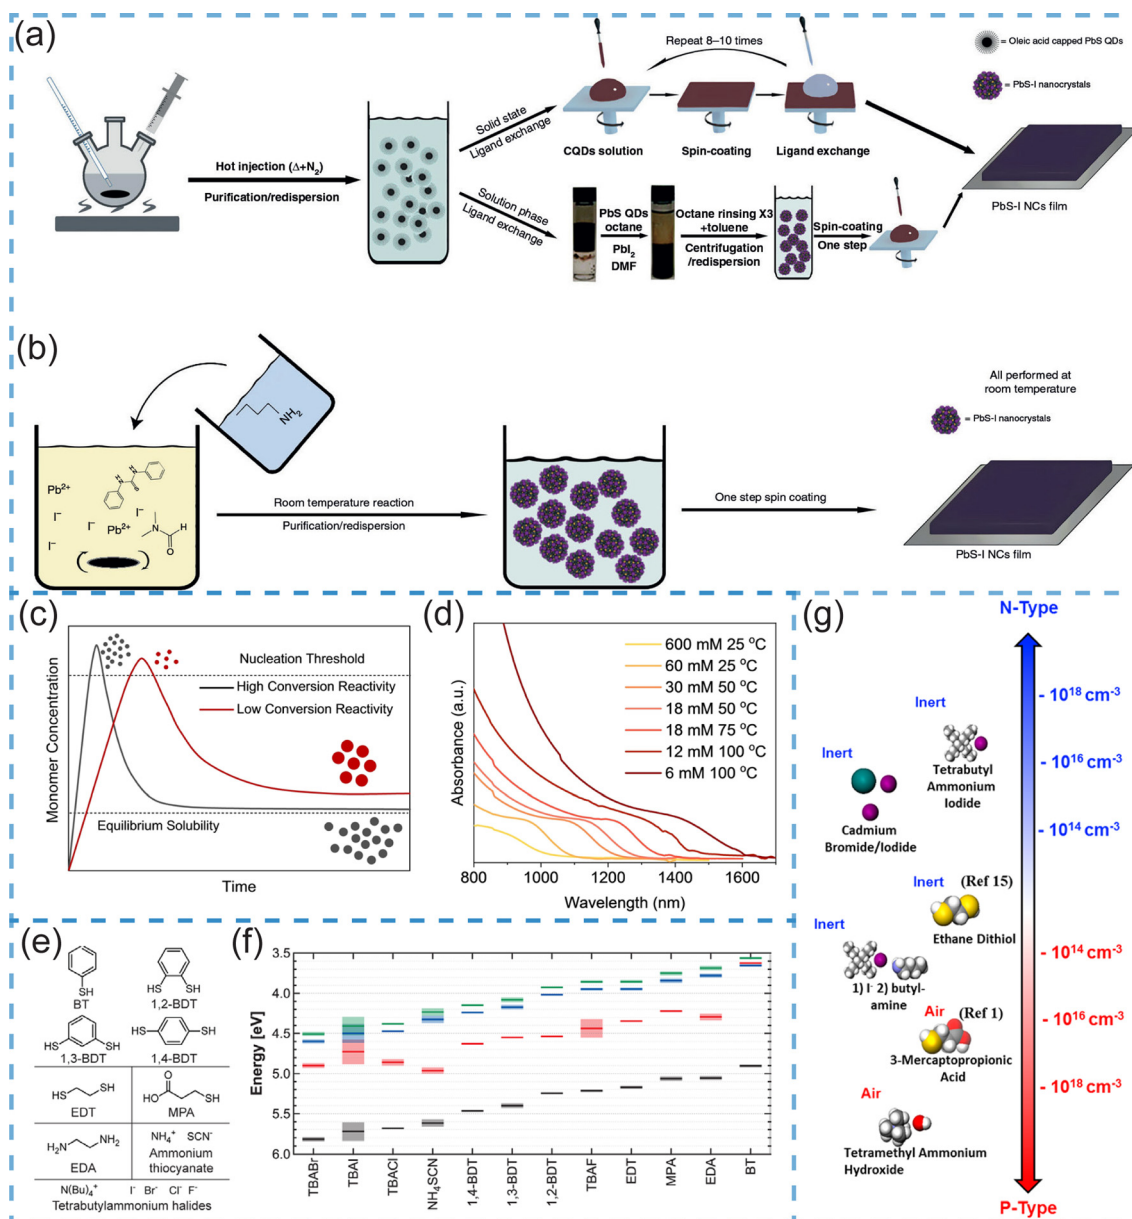 (a)
Repeat 8–10 times
= Oleic acid capped PbS QDs
= PbS-I nanocrystals
Solid state
Ligand exchange
CQDs solution
Spin-coating
Ligand exchange
Hot injection (Δ+N2)
Purification/redispersion
Solution phase
Ligand exchange
PbS QDs
octane
PbI2
DMF
Octane rinsing X3
+toluene
Centrifugation
/redispersion
Spin-coating
One step
PbS-I NCs film
(b)
NH2
All performed at
room temperature
= PbS-I nanocrystals
Pb2+
I−
I−
I−
Pb2+
I−
N
O
H
Room temperature reaction
Purification/redispersion
One step spin coating
PbS-I NCs film
(c)
Nucleation Threshold
High Conversion Reactivity
Low Conversion Reactivity
Equilibrium Solubility
Monomer Concentration
Time
(d)
600 mM 25 °C
60 mM 25 °C
30 mM 50 °C
18 mM 50 °C
18 mM 75 °C
12 mM 100 °C
6 mM 100 °C
Absorbance (a.u.)
800 1000 1200 1400 1600
Wavelength (nm)
(e)
SH
BT
HS SH
1,2-BDT
HS SH
1,3-BDT
HS SH
1,4-BDT
HS SH
EDT
O
HO SH
MPA
H2N NH2
EDA
NH4+ SCN-
Ammonium
thiocyanate
N(Bu)4+ I- Br- Cl- F-
Tetrabutylammonium halides
(f)
Energy [eV]
3.5
4.0
4.5
5.0
5.5
6.0
TBABr
TBAI
TBACl
NH4SCN
1,4-BDT
1,3-BDT
1,2-BDT
TBAF
EDT
MPA
EDA
BT
(g)
N-Type
- 10^18 cm-3
Inert
Tetrabutyl
Ammonium
Iodide
- 10^16 cm-3
Inert
Cadmium
Bromide/Iodide
- 10^14 cm-3
Inert (Ref 15)
Ethane Dithiol
Inert
1) I- 2) butyl-
amine
- 10^14 cm-3
Air (Ref 1)
3-Mercaptopropionic
Acid
- 10^16 cm-3
Air
Tetramethyl Ammonium
Hydroxide
- 10^18 cm-3
P-Type